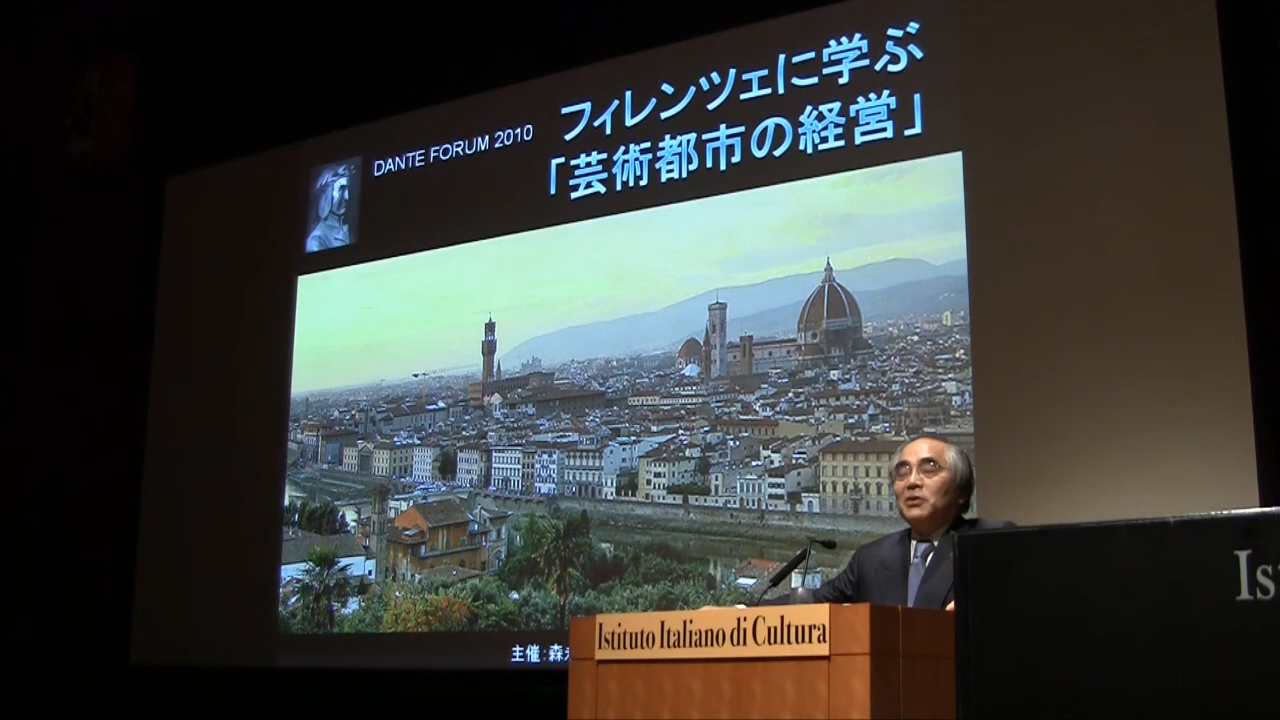 フィレンツェに学ぶ
DANTE FORUM 2010
「芸術都市の経営」
主催:森
Istituto Italiano di Cultura
Is